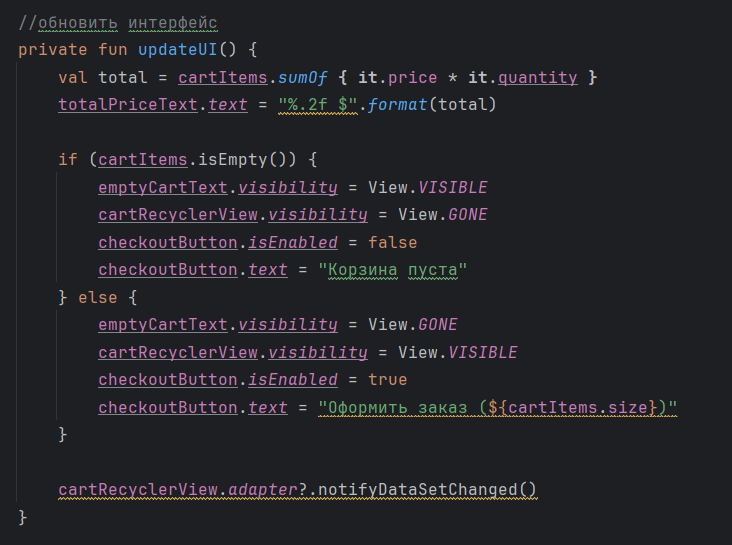 //обновить интерфейс
private fun updateUI() {
    val total = cartItems.sumOf { it.price * it.quantity }
    totalPriceText.text = "%.2f $".format(total)

    if (cartItems.isEmpty()) {
        emptyCartText.visibility = View.VISIBLE
        cartRecyclerView.visibility = View.GONE
        checkoutButton.isEnabled = false
        checkoutButton.text = "Корзина пуста"
    } else {
        emptyCartText.visibility = View.GONE
        cartRecyclerView.visibility = View.VISIBLE
        checkoutButton.isEnabled = true
        checkoutButton.text = "Оформить заказ (${cartItems.size})"
    }

    cartRecyclerView.adapter?.notifyDataSetChanged()
}